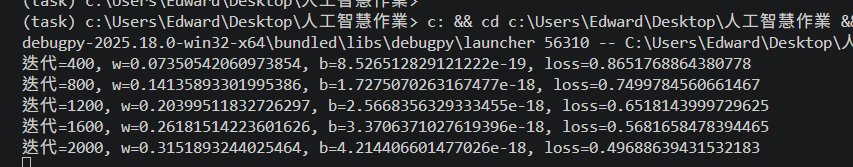 (task) c:\Users\Edward\Desktop\人工智慧作業>
(task) c:\Users\Edward\Desktop\人工智慧作業> c: && cd c:\Users\Edward\Desktop\人工智慧作業 &&
debugpy-2025.18.0-win32-x64\bundled\libs\debugpy\launcher 56310 -- C:\Users\Edward\Desktop\人
迭代=400, w=0.07350542060973854, b=8.526512829121222e-19, loss=0.8651768864380778
迭代=800, w=0.14135893301995386, b=1.7275070263167477e-18, loss=0.7499784560661467
迭代=1200, w=0.20399511832726297, b=2.5668356329333455e-18, loss=0.6518143999729625
迭代=1600, w=0.26181514223601626, b=3.3706371027619396e-18, loss=0.5681658478394465
迭代=2000, w=0.3151893244025464, b=4.214406601477026e-18, loss=0.49688639431532183